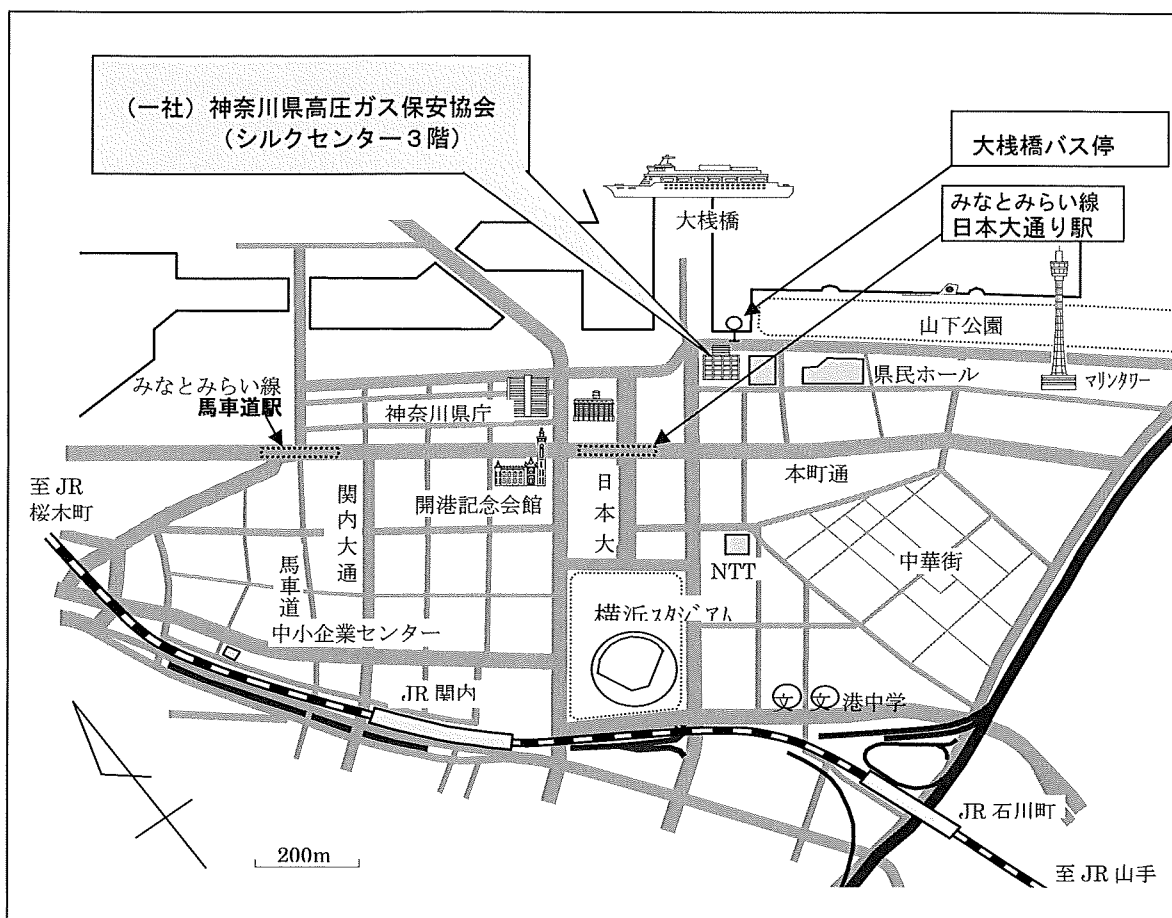 （一社）神奈川県高圧ガス保安協会
（シルクセンター３階）
大桟橋バス停
みなとみらい線
日本大通り駅
大桟橋
山下公園
マリンタワー
県民ホール
みなとみらい線
馬車道駅
神奈川県庁
開港記念会館
本町通
日本大
関内大通
馬車道
至 JR
桜木町
NTT
中華街
横浜スタジアム
中小企業センター
JR 関内
文
文
港中学
JR 石川町
至 JR 山手
200m